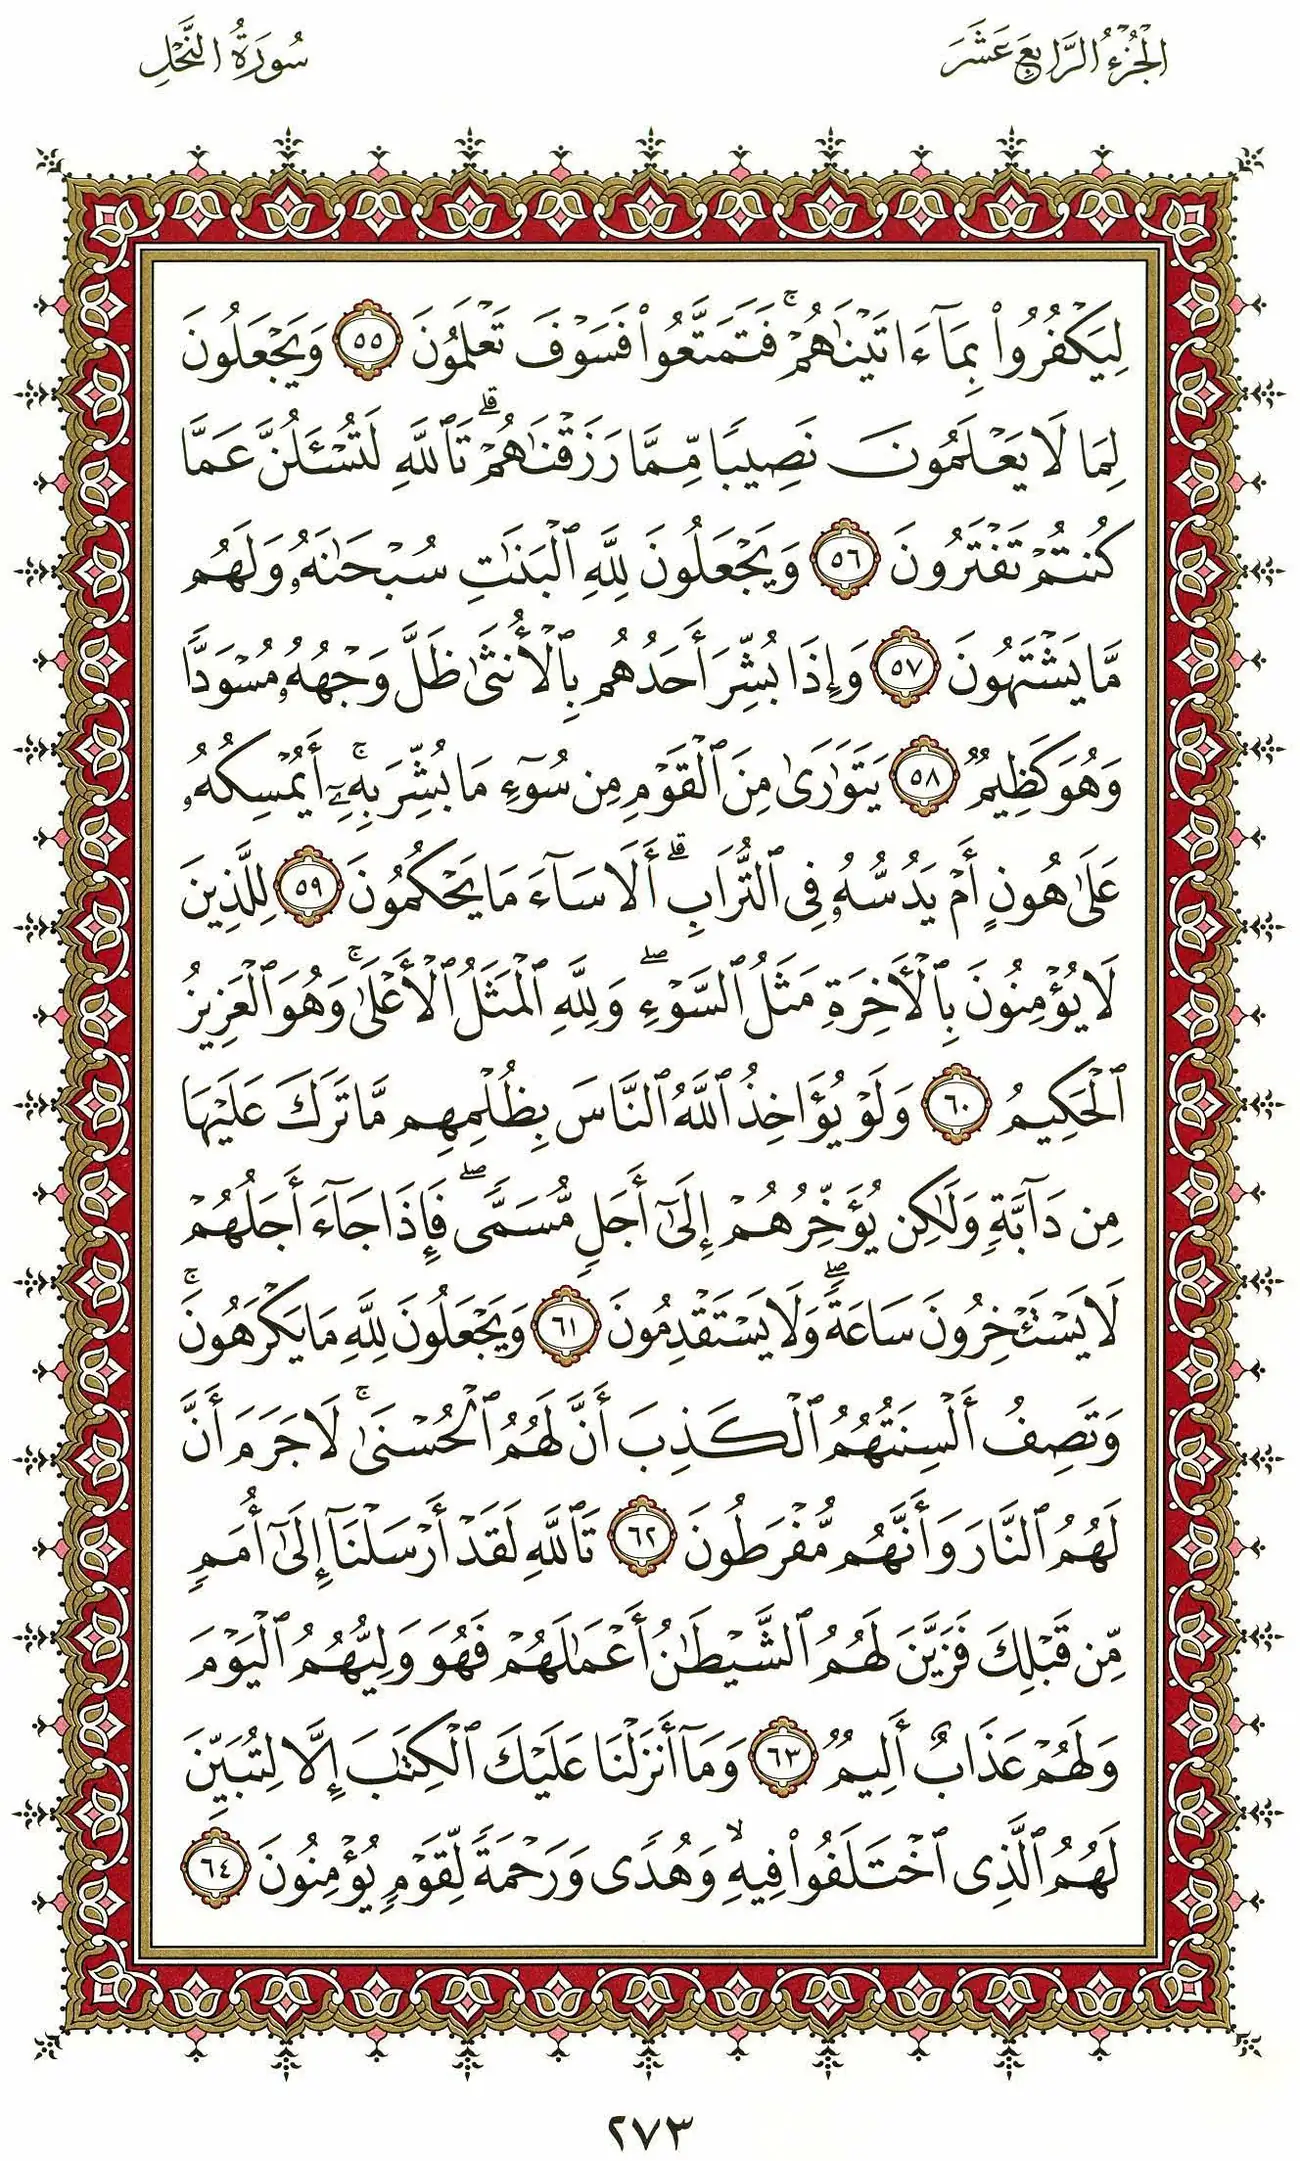 الجزء الرابع عشر
سورة النحل
لِيَكْفُرُوا۟ بِمَآ ءَاتَيْنَٰهُمْ ۚ فَتَمَتَّعُوا۟ فَسَوْفَ تَعْلَمُونَ ٥٥ وَيَجْعَلُونَ
لِمَا لَا يَعْلَمُونَ نَصِيبًا مِّمَّا رَزَقْنَٰهُمْ ۗ تَٱللَّهِ لَتُسْـَٔلُنَّ عَمَّا
كُنتُمْ تَفْتَرُونَ ٥٦ وَيَجْعَلُونَ لِلَّهِ ٱلْبَنَٰتِ سُبْحَٰنَهُۥ وَلَهُم
مَّا يَشْتَهُونَ ٥٧ وَإِذَا بُشِّرَ أَحَدُهُم بِٱلْأُنثَىٰ ظَلَّ وَجْهُهُۥ مُسْوَدًّا
وَهُوَ كَظِيمٌ ٥٨ يَتَوَٰرَىٰ مِنَ ٱلْقَوْمِ مِن سُوٓءِ مَا بُشِّرَ بِهِۦٓ ۚ أَيُمْسِكُهُۥ
عَلَىٰ هُونٍ أَمْ يَدُسُّهُۥ فِى ٱلتُّرَابِ ۗ أَلَا سَآءَ مَا يَحْكُمُونَ ٥٩ لِلَّذِينَ
لَا يُؤْمِنُونَ بِٱلْأَخِرَةِ مَثَلُ ٱلسَّوْءِ ۖ وَلِلَّهِ ٱلْمَثَلُ ٱلْأَعْلَىٰ ۚ وَهُوَ ٱلْعَزِيزُ
ٱلْحَكِيمُ ٦٠ وَلَوْ يُؤَاخِذُ ٱللَّهُ ٱلنَّاسَ بِظُلْمِهِم مَّا تَرَكَ عَلَيْهَا
مِن دَآبَّةٍ وَلَٰكِن يُؤَخِّرُهُمْ إِلَىٰٓ أَجَلٍ مُّسَمًّى ۖ فَإِذَا جَآءَ أَجَلُهُمْ
لَا يَسْتَـْٔخِرُونَ سَاعَةً ۖ وَلَا يَسْتَقْدِمُونَ ٦١ وَيَجْعَلُونَ لِلَّهِ مَا يَكْرَهُونَ ۚ
وَتَصِفُ أَلْسِنَتُهُمُ ٱلْكَذِبَ أَنَّ لَهُمُ ٱلْحُسْنَىٰ ۚ لَا جَرَمَ أَنَّ
لَهُمُ ٱلنَّارَ وَأَنَّهُم مُّفْرَطُونَ ٦٢ تَٱللَّهِ لَقَدْ أَرْسَلْنَآ إِلَىٰٓ أُمَمٍ
مِّن قَبْلِكَ فَزَيَّنَ لَهُمُ ٱلشَّيْطَٰنُ أَعْمَٰلَهُمْ فَهُوَ وَلِيُّهُمُ ٱلْيَوْمَ
وَلَهُمْ عَذَابٌ أَلِيمٌ ٦٣ وَمَآ أَنزَلْنَا عَلَيْكَ ٱلْكِتَٰبَ إِلَّا لِتُبَيِّنَ
لَهُمُ ٱلَّذِى ٱخْتَلَفُوا۟ فِيهِ ۙ وَهُدًى وَرَحْمَةً لِّقَوْمٍ يُؤْمِنُونَ ٦٤
٢٧٣